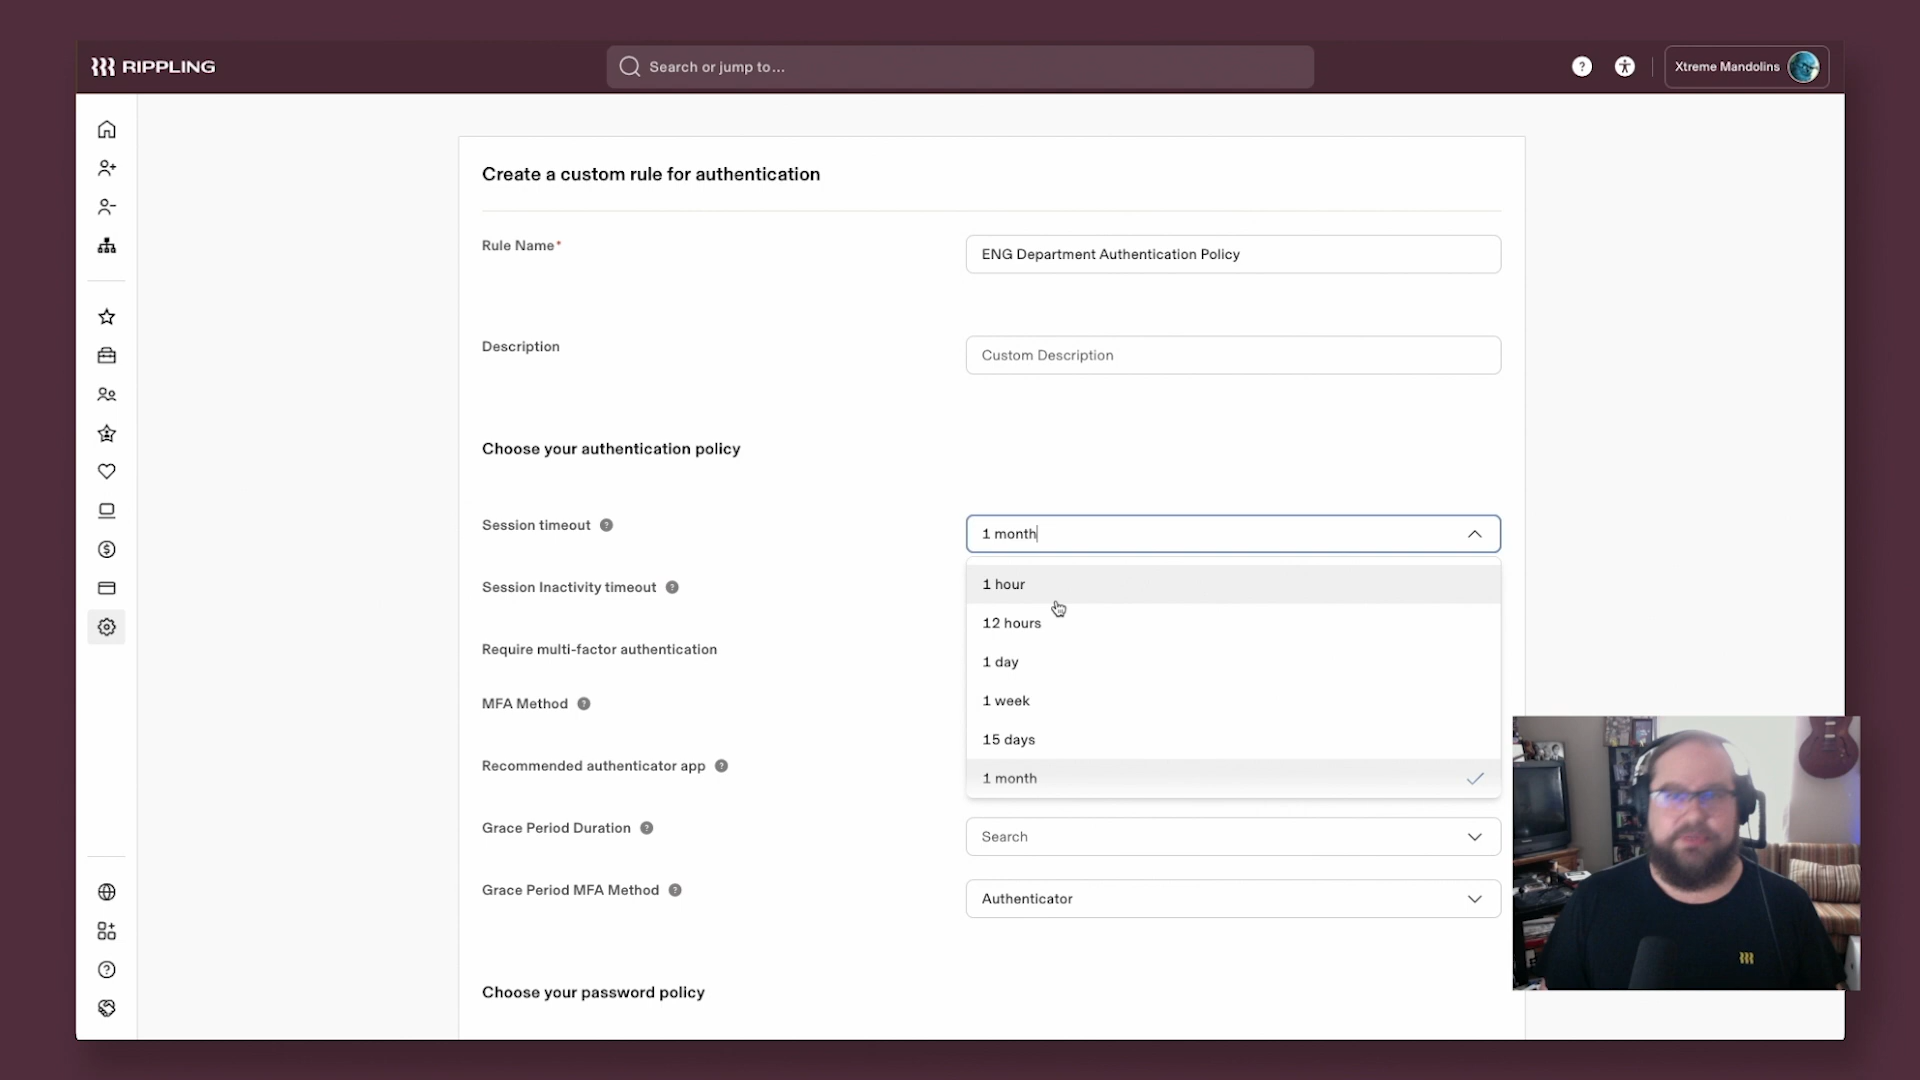 RIPPLING
Search or jump to...
Xtreme Mandolins
Create a custom rule for authentication
Rule Name*
ENG Department Authentication Policy
Description
Custom Description
Choose your authentication policy
Session timeout
1 month
Session Inactivity timeout
1 hour
12 hours
Require multi-factor authentication
1 day
MFA Method
1 week
15 days
Recommended authenticator app
1 month
Grace Period Duration
Search
Grace Period MFA Method
Authenticator
Choose your password policy